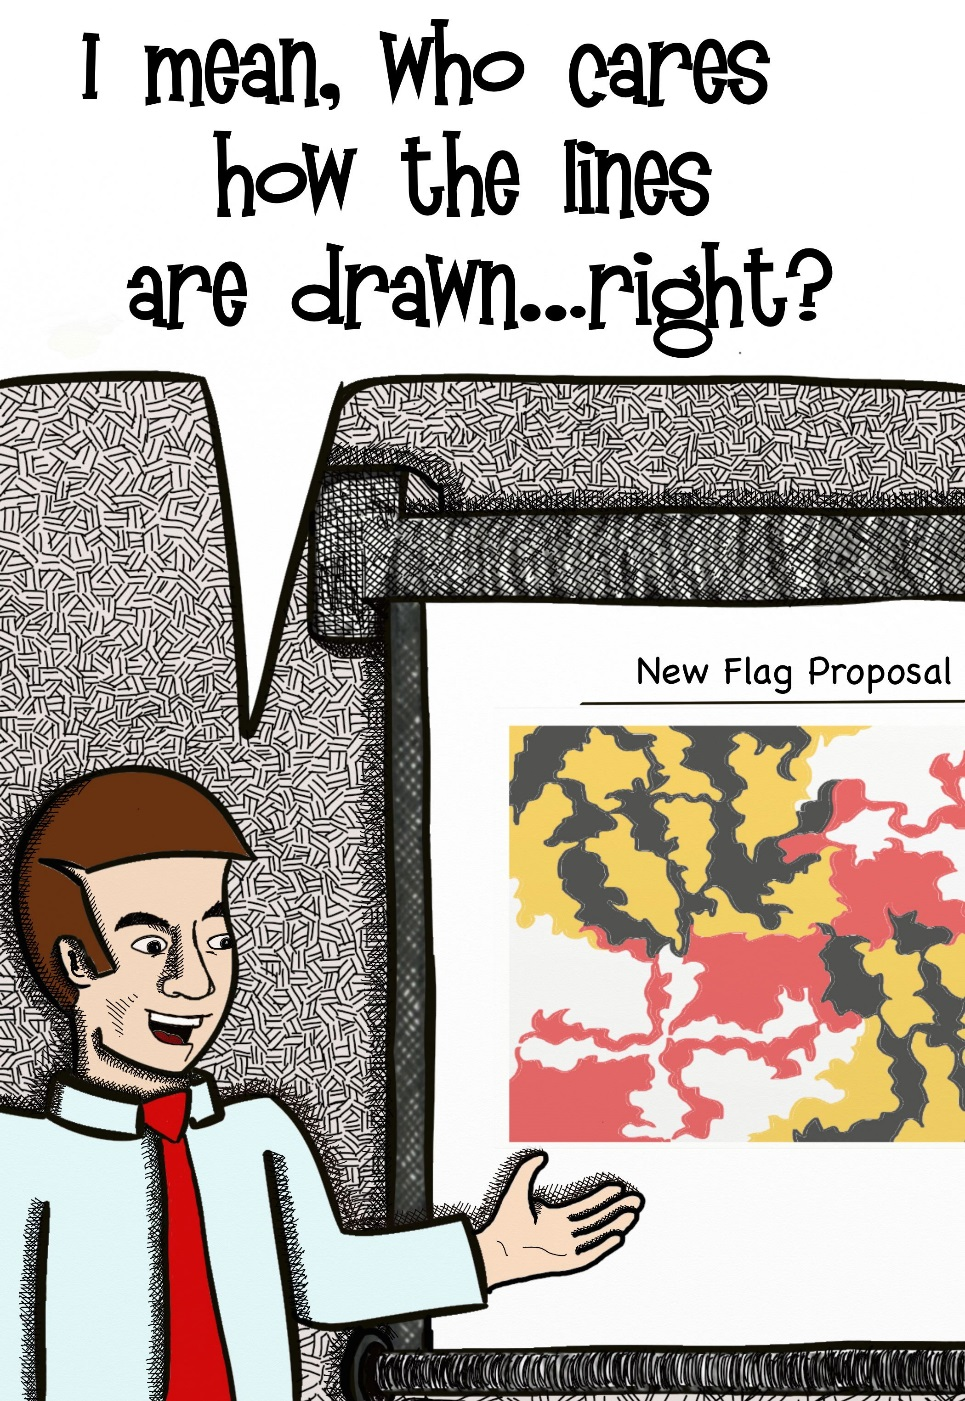 I mean, Who cares
how the lines
are drawn...right?
New Flag Proposal